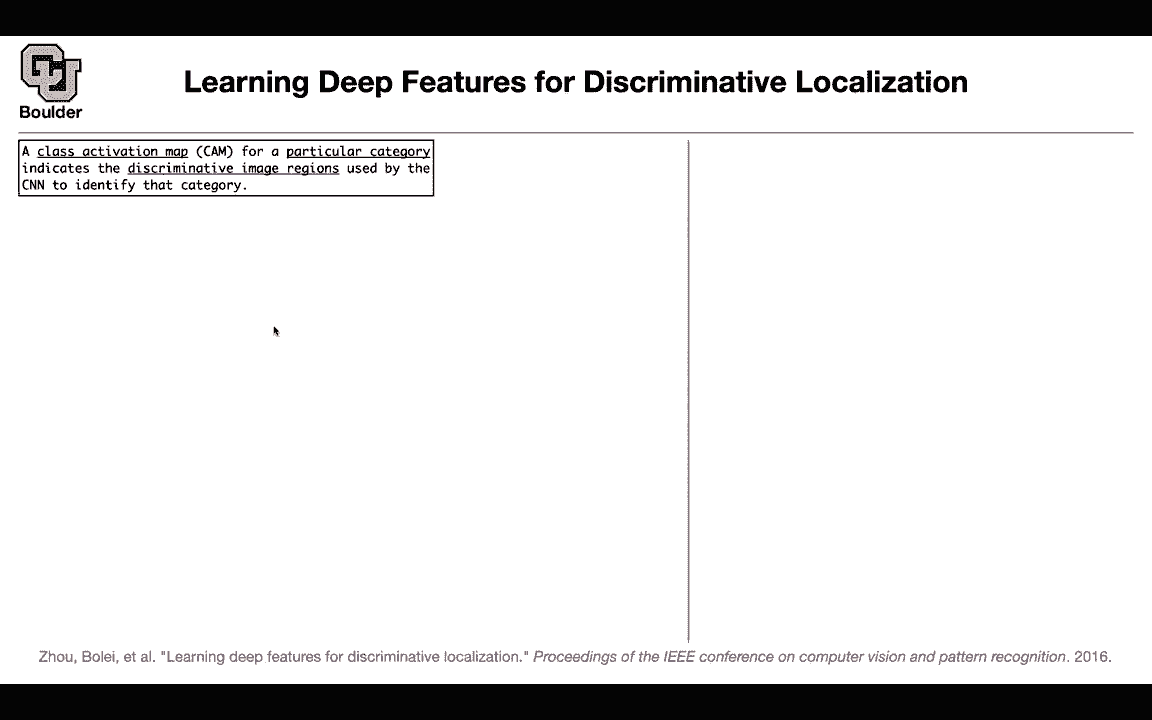 CU
Boulder
Learning Deep Features for Discriminative Localization
A class activation map (CAM) for a particular category
indicates the discriminative image regions used by the
CNN to identify that category.
Zhou, Bolei, et al. "Learning deep features for discriminative localization." Proceedings of the IEEE conference on computer vision and pattern recognition. 2016.